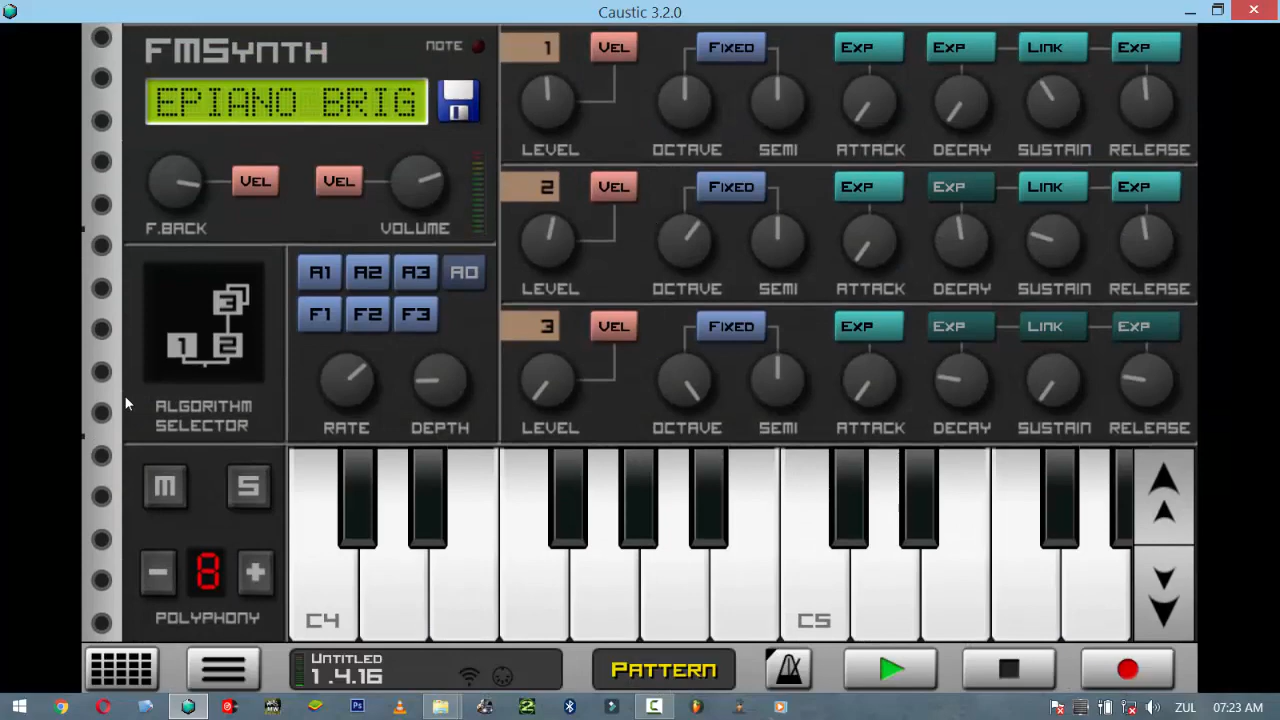 Caustic 3.2.0
FMSynth
NOTE
EPIANO BRIG
VEL
VEL
F.BACK
VOLUME
1
VEL
FIXED
EXP
EXP
LINK
EXP
LEVEL
OCTAVE
SEMI
ATTACK
DECAY
SUSTAIN
RELEASE
2
VEL
FIXED
EXP
EXP
LINK
EXP
LEVEL
OCTAVE
SEMI
ATTACK
DECAY
SUSTAIN
RELEASE
3
VEL
FIXED
EXP
EXP
LINK
EXP
LEVEL
OCTAVE
SEMI
ATTACK
DECAY
SUSTAIN
RELEASE
3
1
2
ALGORITHM
SELECTOR
A1
A2
A3
AO
F1
F2
F3
RATE
DEPTH
M
S
8
POLYPHONY
C4
C5
UNTITLED
1 .4.16
PATTERN
Ps
ZUL
07:23 AM